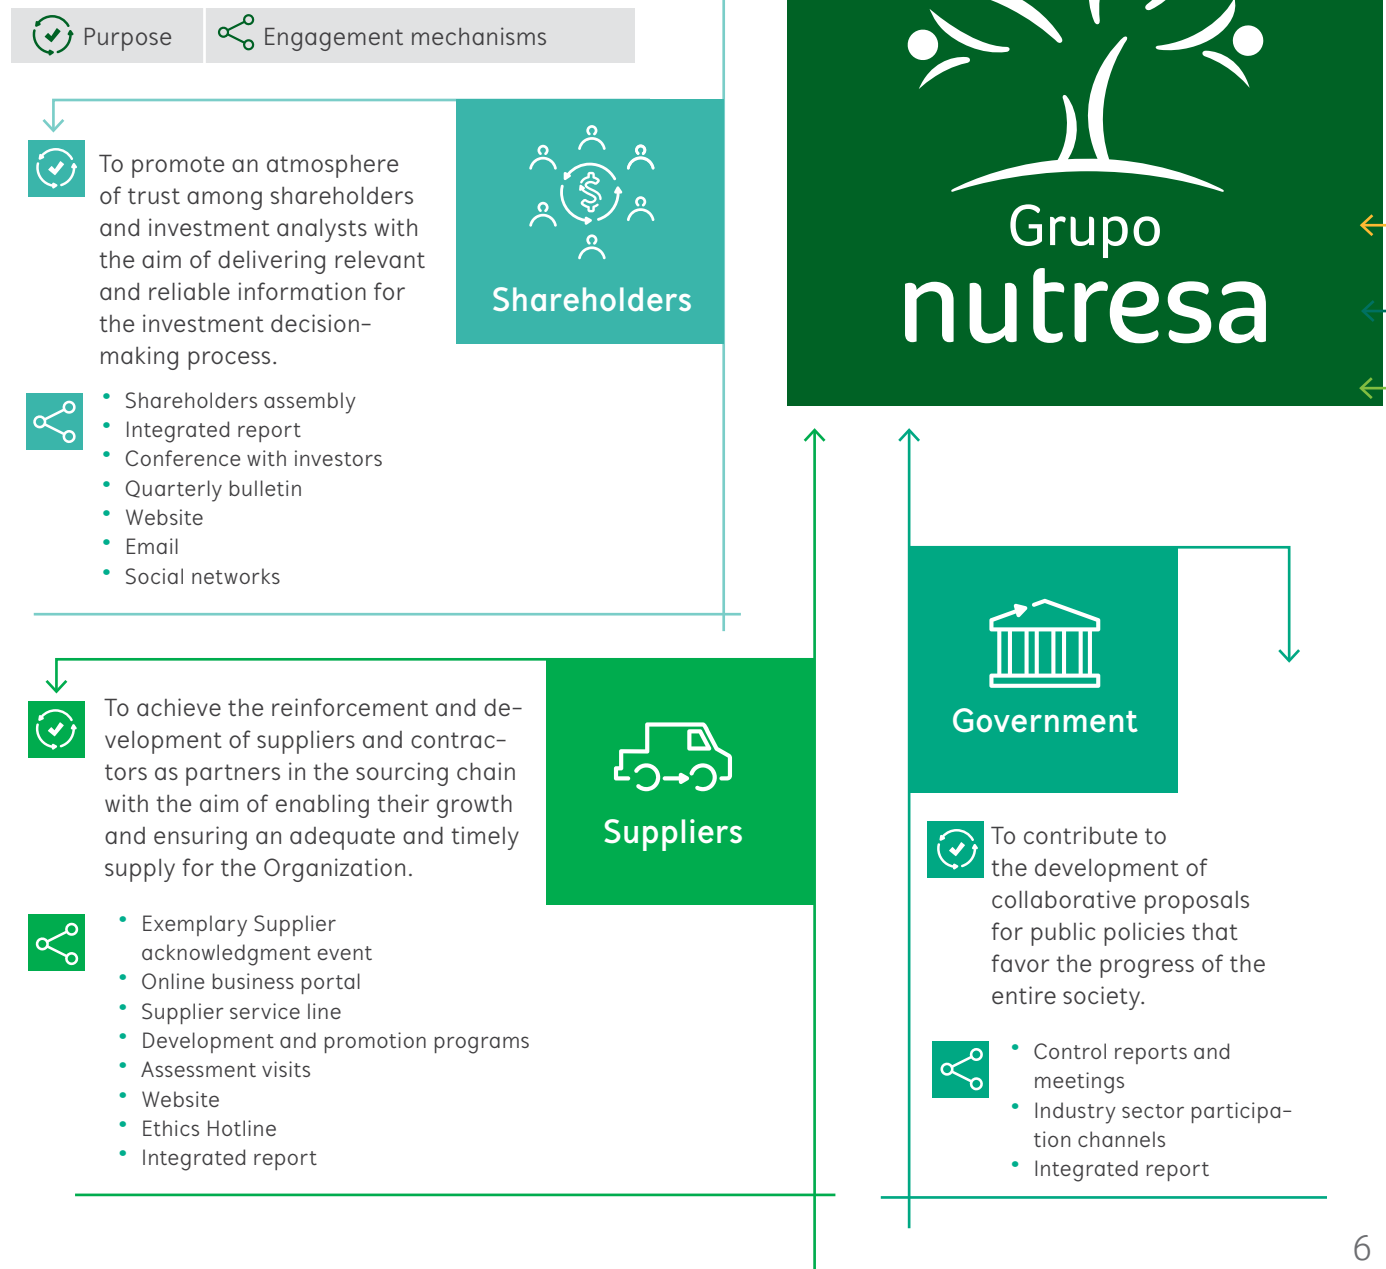 Purpose
Engagement mechanisms
To promote an atmosphere
of trust among shareholders
and investment analysts with
the aim of delivering relevant
and reliable information for
the investment decision-
making process.
Shareholders
• Shareholders assembly
• Integrated report
• Conference with investors
• Quarterly bulletin
• Website
• Email
• Social networks
Grupo
nutresa
To achieve the reinforcement and de-
velopment of suppliers and contrac-
tors as partners in the sourcing chain
with the aim of enabling their growth
and ensuring an adequate and timely
supply for the Organization.
Suppliers
• Exemplary Supplier
acknowledgment event
• Online business portal
• Supplier service line
• Development and promotion programs
• Assessment visits
• Website
• Ethics Hotline
• Integrated report
Government
To contribute to
the development of
collaborative proposals
for public policies that
favor the progress of the
entire society.
• Control reports and
meetings
• Industry sector participa-
tion channels
• Integrated report
6